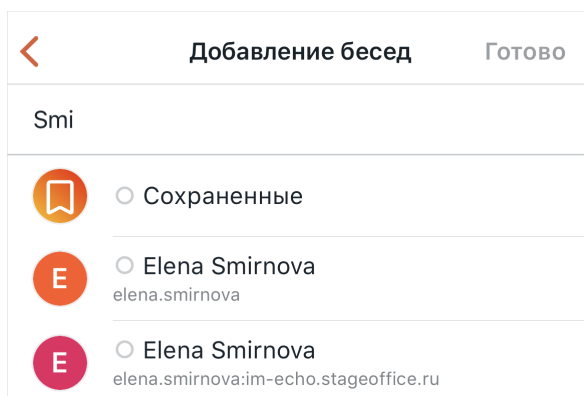 Добавление бесед
Готово
Smi
Сохраненные
E
Elena Smirnova
elena.smirnova
E
Elena Smirnova
elena.smirnova:im-echo.stageoffice.ru